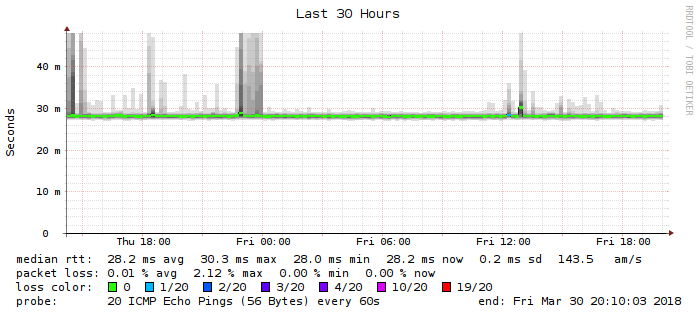 Last 30 Hours
RRDTOOL / TOBI OETIKER
Seconds
40 m
30 m
20 m
10 m
0
Thu 18:00 Fri 00:00 Fri 06:00 Fri 12:00 Fri 18:00
median rtt: 28.2 ms avg 30.3 ms max 28.0 ms min 28.2 ms now 0.2 ms sd 143.5 am/s
packet loss: 0.01 % avg 2.12 % max 0.00 % min 0.00 % now
loss color: 0 1/20 2/20 3/20 4/20 10/20 19/20
probe: 20 ICMP Echo Pings (56 Bytes) every 60s end: Fri Mar 30 20:10:03 2018